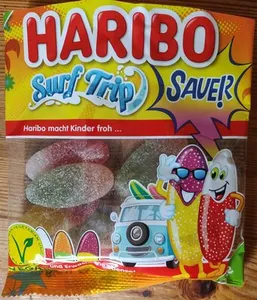 HARIBO
Surf Trip
SAUER
Haribo macht Kinder froh ...